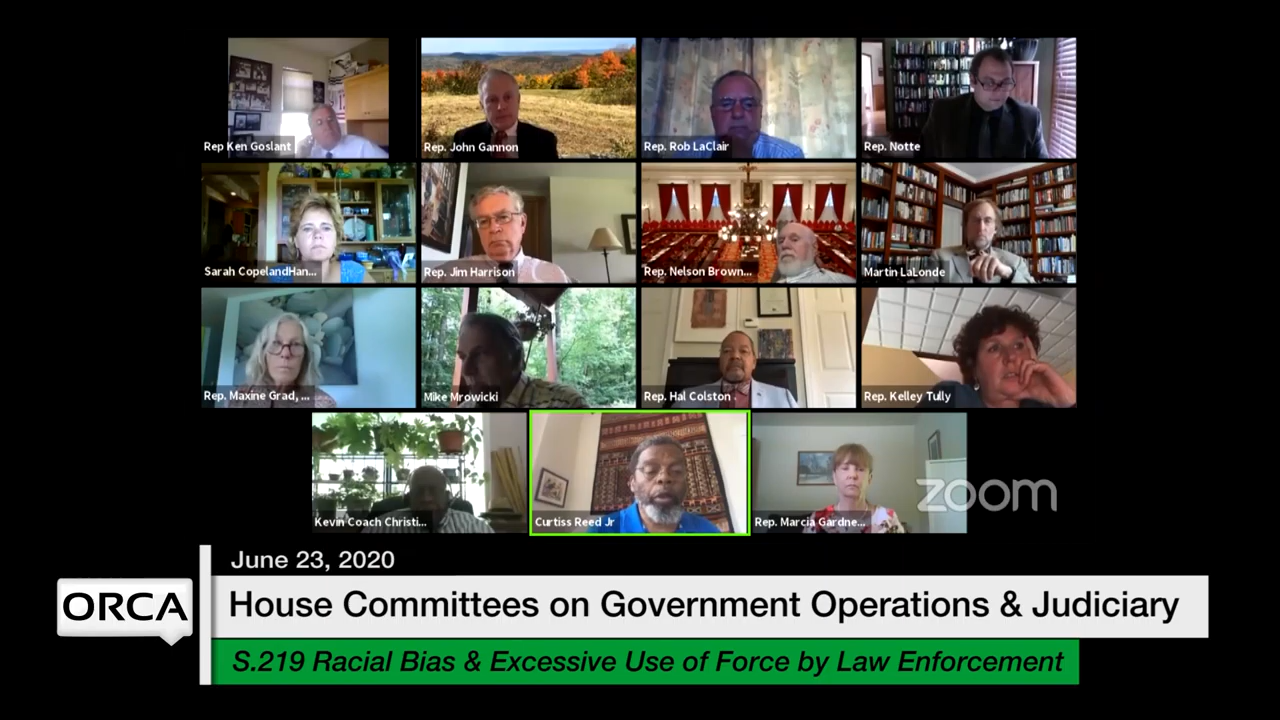 Rep Ken Goslant
Rep. John Gannon
Rep. Rob LaClair
Rep. Notte
Sarah CopelandHan...
Rep. Jim Harrison
Rep. Nelson Brown...
Martin LaLonde
Rep. Maxine Grad, ...
Mike Mrowicki
Rep. Hal Colston
Rep. Kelley Tully
Kevin Coach Christi...
Curtiss Reed Jr
Rep. Marcia Gardne...
zoom
June 23, 2020
ORCA
House Committees on Government Operations & Judiciary
S.219 Racial Bias & Excessive Use of Force by Law Enforcement